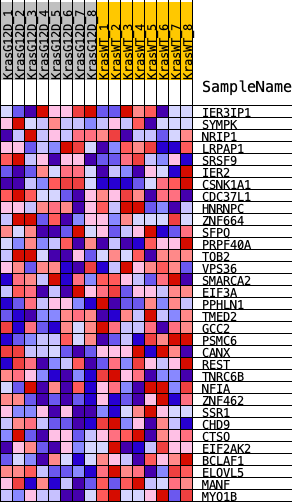 KrasG12D_1
KrasG12D_2
KrasG12D_3
KrasG12D_4
KrasG12D_5
KrasG12D_6
KrasG12D_7
KrasG12D_8
KrasWT_1
KrasWT_2
KrasWT_3
KrasWT_4
KrasWT_5
KrasWT_6
KrasWT_7
KrasWT_8
SampleName
IER3IP1
SYMPK
NRIP1
LRPAP1
SRSF9
IER2
CSNK1A1
CDC37L1
HNRNPC
ZNF664
SFPQ
PRPF40A
TOB2
VPS36
SMARCA2
EIF3A
PPHLN1
TMED2
GCC2
PSMC6
CANX
REST
TNRC6B
NFIA
ZNF462
SSR1
CHD9
CTSO
EIF2AK2
BCLAF1
ELOVL5
MANF
MYO1B